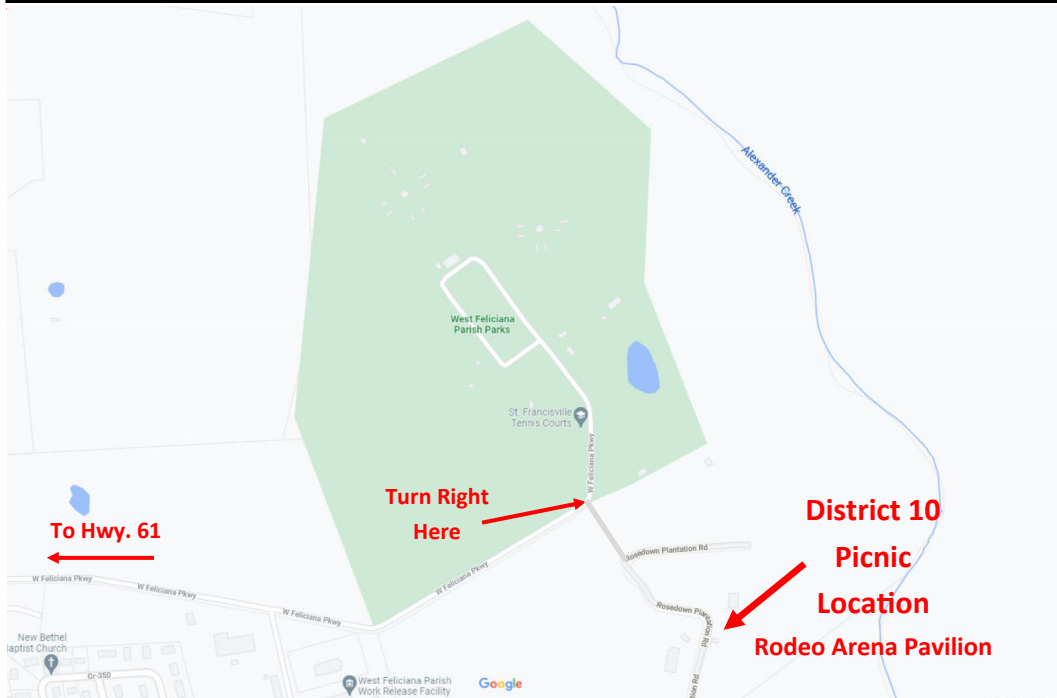 Alexander Creek
West Feliciana
Parish Parks
St. Francisville
Tennis Courts
W Feliciana Pkwy
Turn Right
Here
To Hwy. 61
District 10
Picnic
Location
Rodeo Arena Pavilion
Rosedown Plantation Rd
W Feliciana Pkwy
W Feliciana Pkwy
W Feliciana Pkwy
W Feliciana Pkwy
Rosedown Plantation Rd
New Bethel
Baptist Church
Cr-350
West Feliciana Parish
Work Release Facility
Google
tion Rd